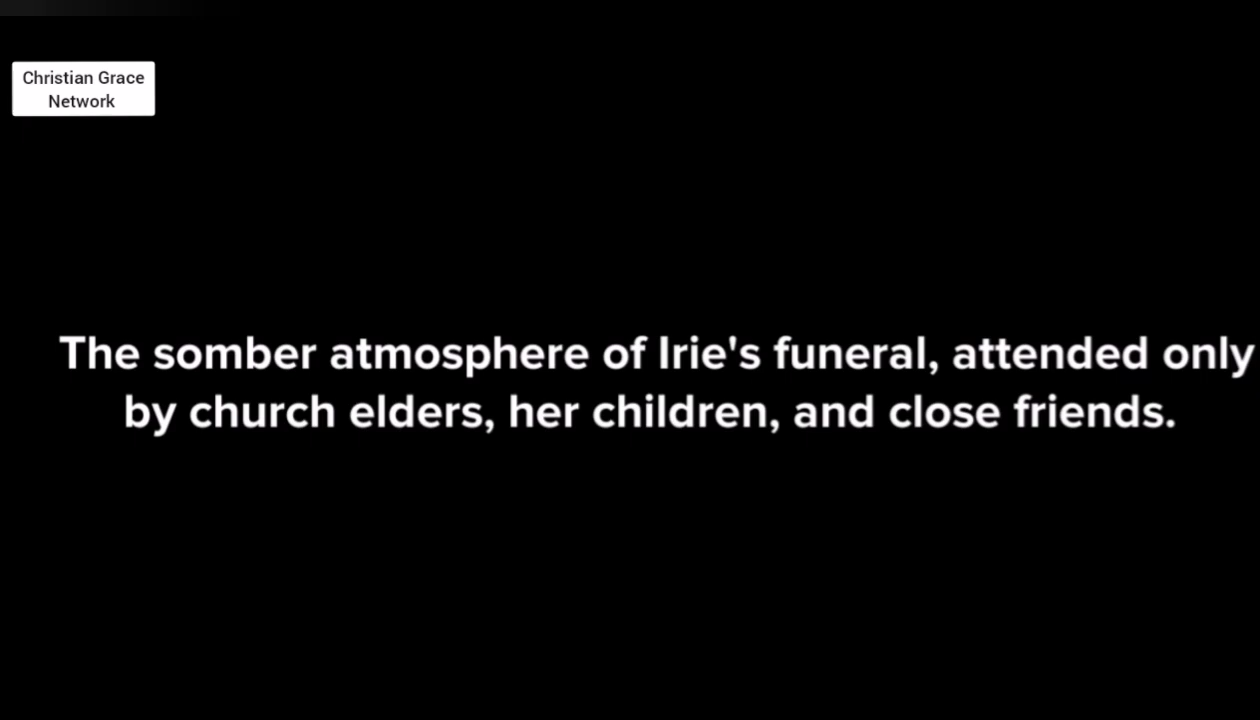 Christian Grace
Network
The somber atmosphere of Irie's funeral, attended only
by church elders, her children, and close friends.